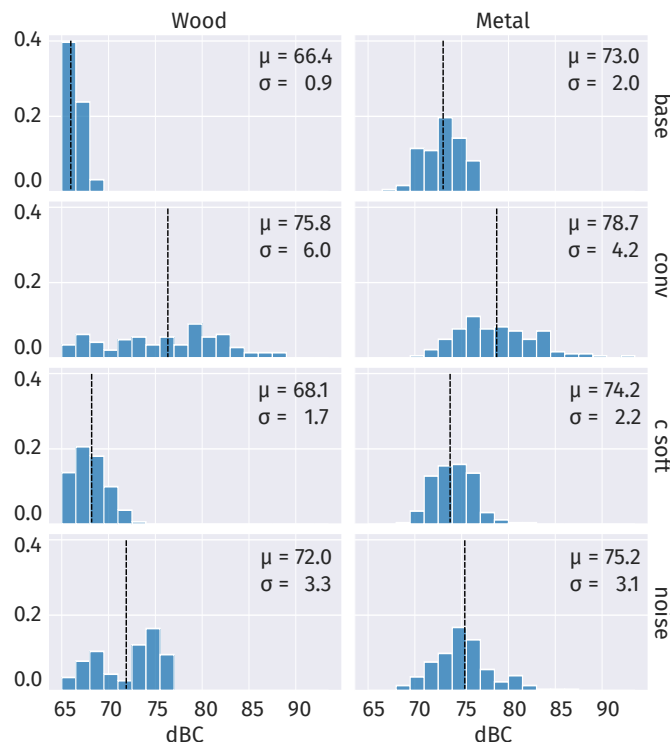 Wood Metal
0.4
μ = 66.4 μ = 73.0
σ = 0.9 σ = 2.0
0.2
0.0
base
0.4
μ = 75.8 μ = 78.7
σ = 6.0 σ = 4.2
0.2
0.0
conv
0.4
μ = 68.1 μ = 74.2
σ = 1.7 σ = 2.2
0.2
0.0
c soft
0.4
μ = 72.0 μ = 75.2
σ = 3.3 σ = 3.1
0.2
0.0
noise
65 70 75 80 85 90 65 70 75 80 85 90
dBC dBC